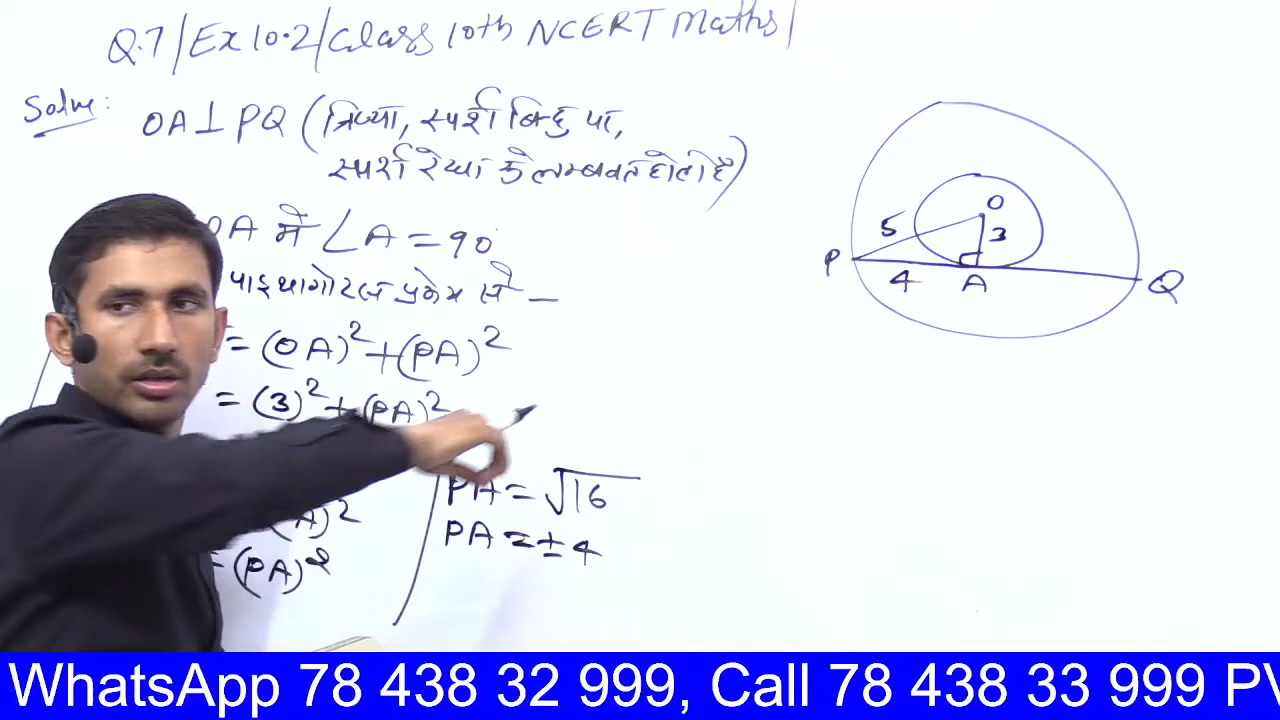 Q.7/Ex 10.2/Class 10th NCERT Maths/
Solve:
OA⊥PQ (त्रिज्या, स्पर्श बिन्दु पर,
स्पर्श रेखा के लम्बवत होती है)
OA में ∠A = 90°
पाइथागोरस प्रमेय से –
= (OA)² + (PA)²
= (3)² + (PA)²
A)²
= (PA)²
PA = √16
PA = ±4
O
5
3
P
4
A
Q
WhatsApp 78 438 32 999, Call 78 438 33 999 PV